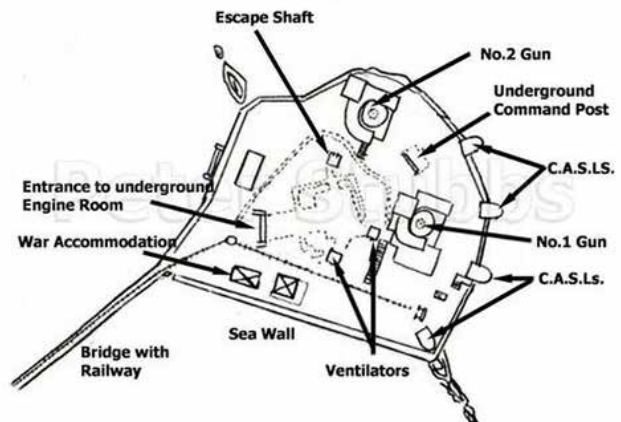 Escape Shaft
No.2 Gun
Underground
Command Post
C.A.S.LS.
Entrance to underground
Engine Room
War Accommodation
No.1 Gun
C.A.S.Ls.
Sea Wall
Bridge with
Railway
Ventilators
Peter Stubbs